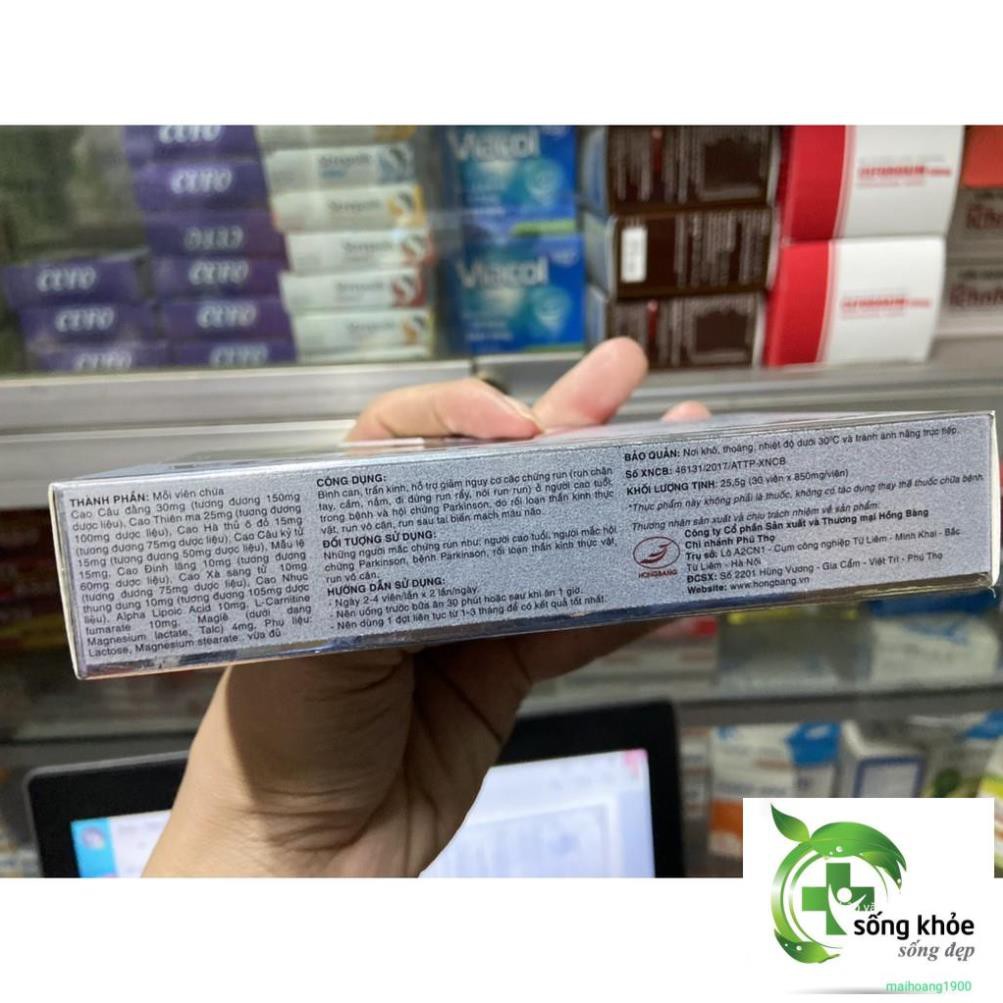 CEFO
CEFO
CEFO
CEFO
CEFO
CEFO
CEFO
Viacol
Viacol
THÀNH PHẦN: Mỗi viên chứa
Cao Câu đằng 30mg (tương đương 150mg
dược liệu), Cao Thiên ma 25mg (tương đương
100mg dược liệu), Cao Hà thủ ô đỏ 15mg
(tương đương 75mg dược liệu), Cao Câu kỷ tử
15mg (tương đương 50mg dược liệu), Mẫu lệ
15mg, Cao Đinh lăng 10mg (tương đương
60mg dược liệu), Cao Xà sàng tử 10mg
(tương đương 75mg dược liệu), Cao Nhục
thung dung 10mg (tương đương 105mg dược
liệu), Alpha Lipoic Acid 10mg, L-Carnitine
fumarate 10mg, Magiê (dưới dạng
Magnesium lactate, Talc) 4mg, Phụ liệu:
Lactose, Magnesium stearate vừa đủ
CÔNG DỤNG:
Bình can, trấn kinh, hỗ trợ giảm nguy cơ các chứng run (run chân
tay, cầm, nắm, đi đứng run rẩy, nói run run) ở người cao tuổi,
trong bệnh và hội chứng Parkinson, do rối loạn thần kinh thực
vật, run vô căn, run sau tai biến mạch máu não.
ĐỐI TƯỢNG SỬ DỤNG:
Những người mắc chứng run như: người cao tuổi, người mắc hội
chứng Parkinson, bệnh Parkinson, rối loạn thần kinh thực vật,
run vô căn.
HƯỚNG DẪN SỬ DỤNG:
- Ngày 2-4 viên/lần x 2 lần/ngày.
- Nên uống trước bữa ăn 30 phút hoặc sau khi ăn 1 giờ.
- Nên dùng 1 đợt liên tục từ 1-3 tháng để có kết quả tốt nhất.
BẢO QUẢN: Nơi khô, thoáng, nhiệt độ dưới 30°C và tránh ánh nắng trực tiếp.
Số XNCB: 46131/2017/ATTP-XNCB
KHỐI LƯỢNG TỊNH: 25,5g (30 viên x 850mg/viên)
*Thực phẩm này không phải là thuốc, không có tác dụng thay thế thuốc chữa bệnh
Thương nhân sản xuất và chịu trách nhiệm về sản phẩm:
Công ty Cổ phần Sản xuất và Thương mại Hồng Bàng
Chi nhánh Phú Thọ
Trụ sở: Lô A2CN1 - Cụm công nghiệp Từ Liêm - Minh Khai - Bắc
Từ Liêm - Hà Nội
ĐCSX: Số 2201 Hùng Vương - Gia Cẩm - Việt Trì - Phú Thọ
Website: www.hongbang.vn
HONGBANG
sống khỏe
sống đẹp
maihoang1900